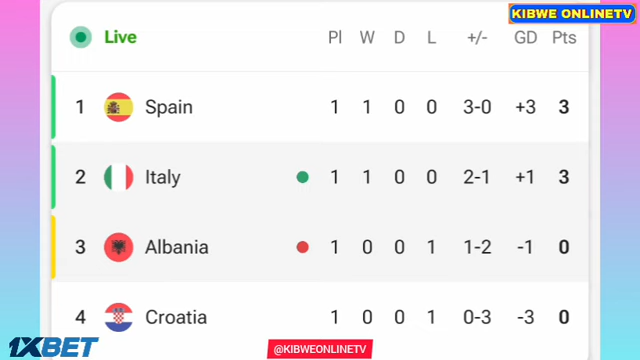 KIBWE ONLINETV
Live Pl W D L +/- GD Pts
1 Spain 1 1 0 0 3-0 +3 3
2 Italy 1 1 0 0 2-1 +1 3
3 Albania 1 0 0 1 1-2 -1 0
4 Croatia 1 0 0 1 0-3 -3 0
1XBET
@KIBWEONLINETV